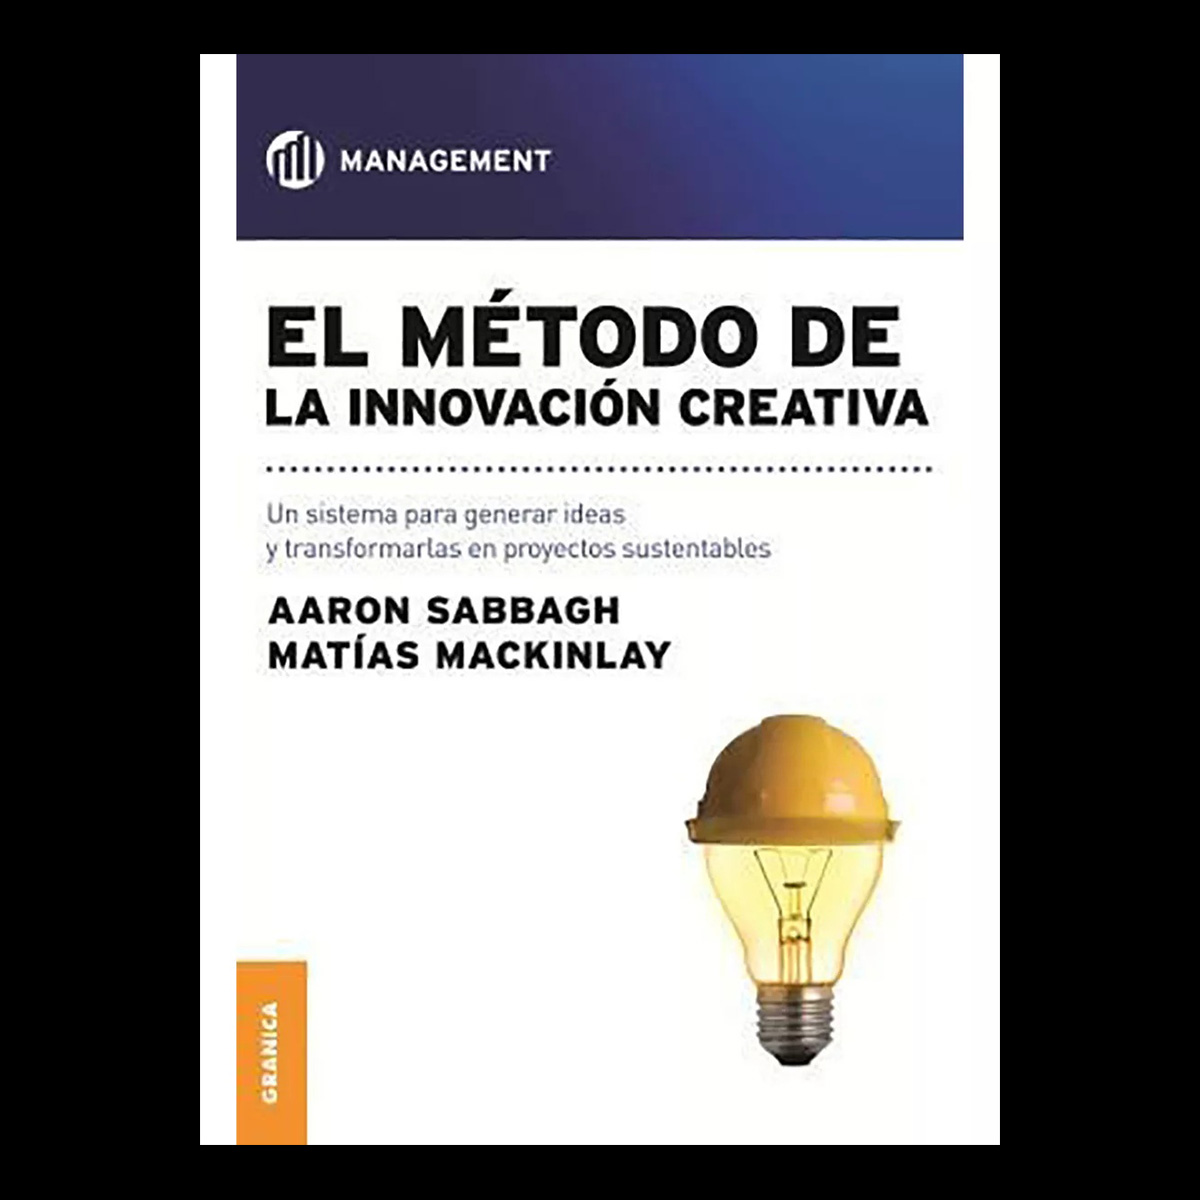 MANAGEMENT
EL MÉTODO DE
LA INNOVACIÓN CREATIVA
Un sistema para generar ideas
y transformarlas en proyectos sustentables
AARON SABBAGH
MATÍAS MACKINLAY
GRANICA